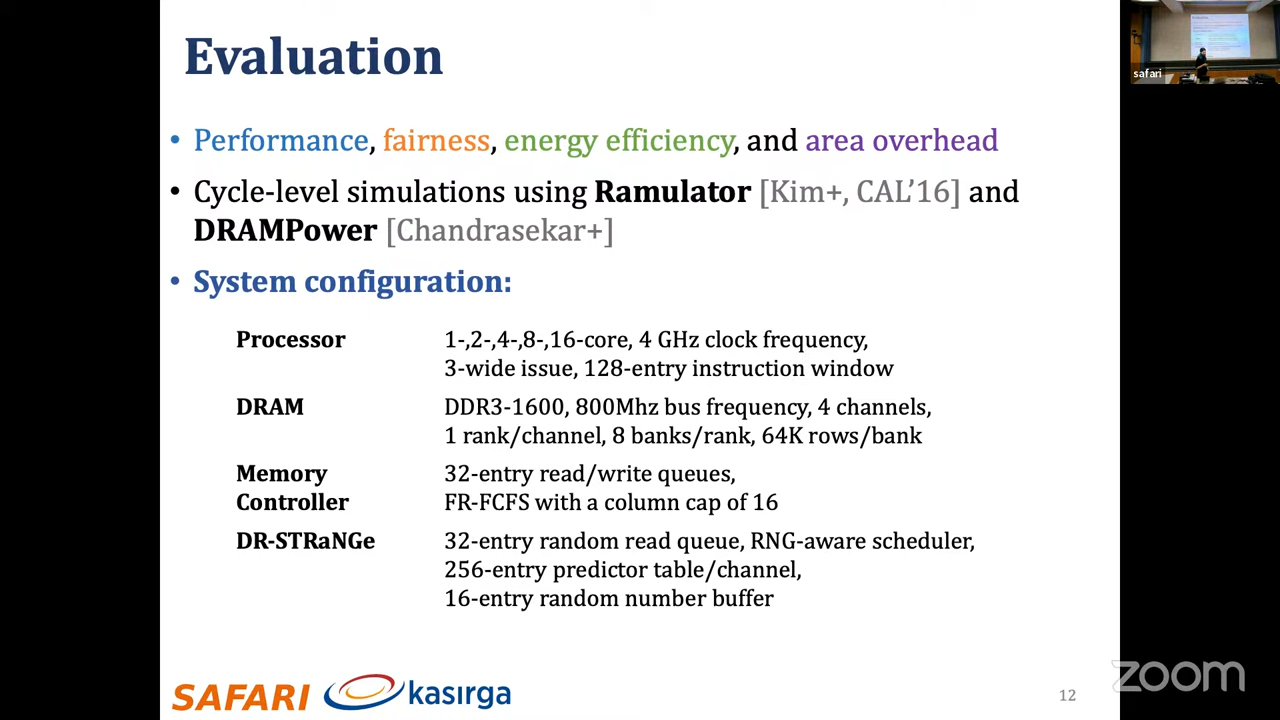 Evaluation
safari
• Performance, fairness, energy efficiency, and area overhead
• Cycle-level simulations using Ramulator [Kim+, CAL’16] and
DRAMPower [Chandrasekar+]
• System configuration:
Processor 1-,2-,4-,8-,16-core, 4 GHz clock frequency,
3-wide issue, 128-entry instruction window
DRAM DDR3-1600, 800Mhz bus frequency, 4 channels,
1 rank/channel, 8 banks/rank, 64K rows/bank
Memory 32-entry read/write queues,
Controller FR-FCFS with a column cap of 16
DR-STRaNGe 32-entry random read queue, RNG-aware scheduler,
256-entry predictor table/channel,
16-entry random number buffer
SAFARI kasırga
12
zoom